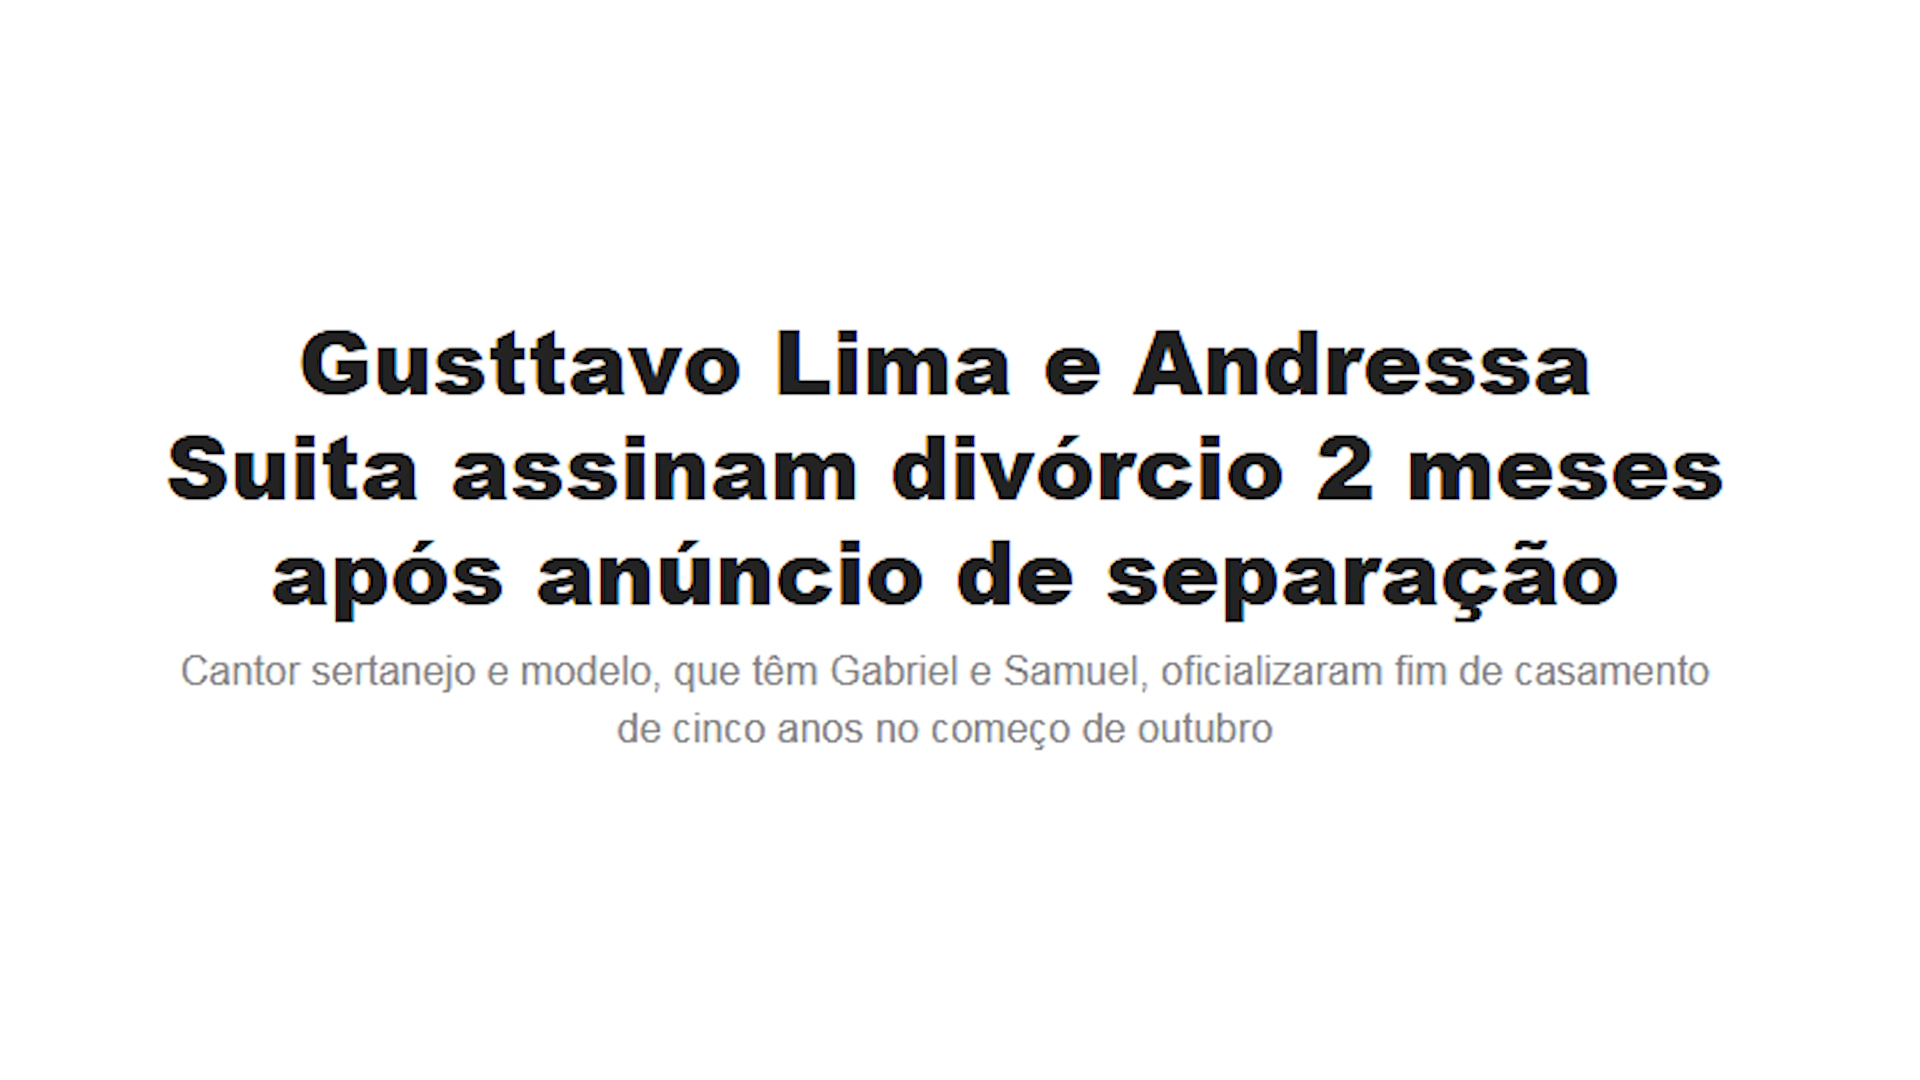 Gusttavo Lima e Andressa
Suita assinam divórcio 2 meses
após anúncio de separação
Cantor sertanejo e modelo, que têm Gabriel e Samuel, oficializaram fim de casamento
de cinco anos no começo de outubro